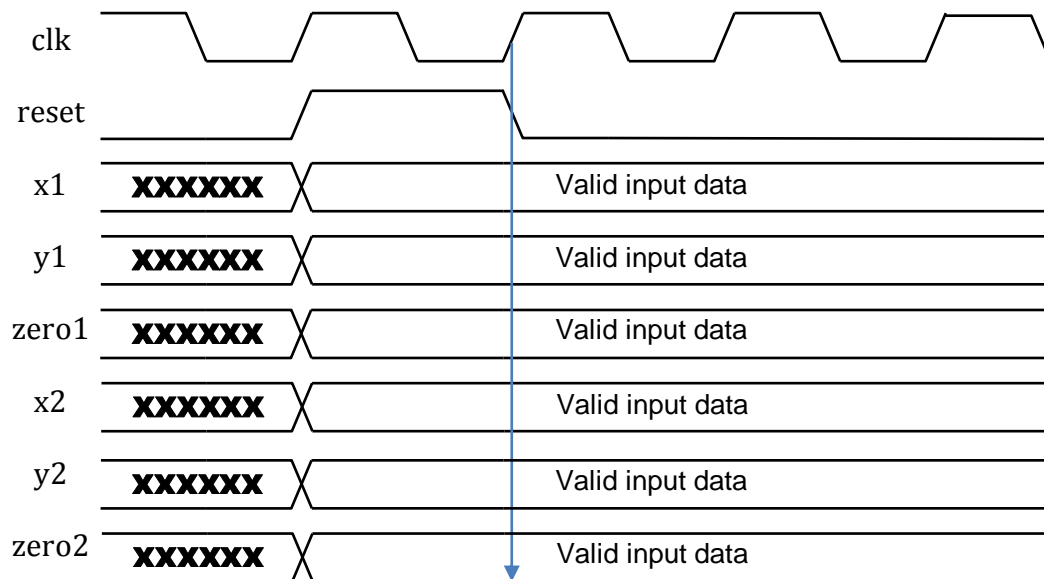 clk
reset
x1 XXXXXX Valid input data
y1 XXXXXX Valid input data
zero1 XXXXXX Valid input data
x2 XXXXXX Valid input data
y2 XXXXXX Valid input data
zero2 XXXXXX Valid input data